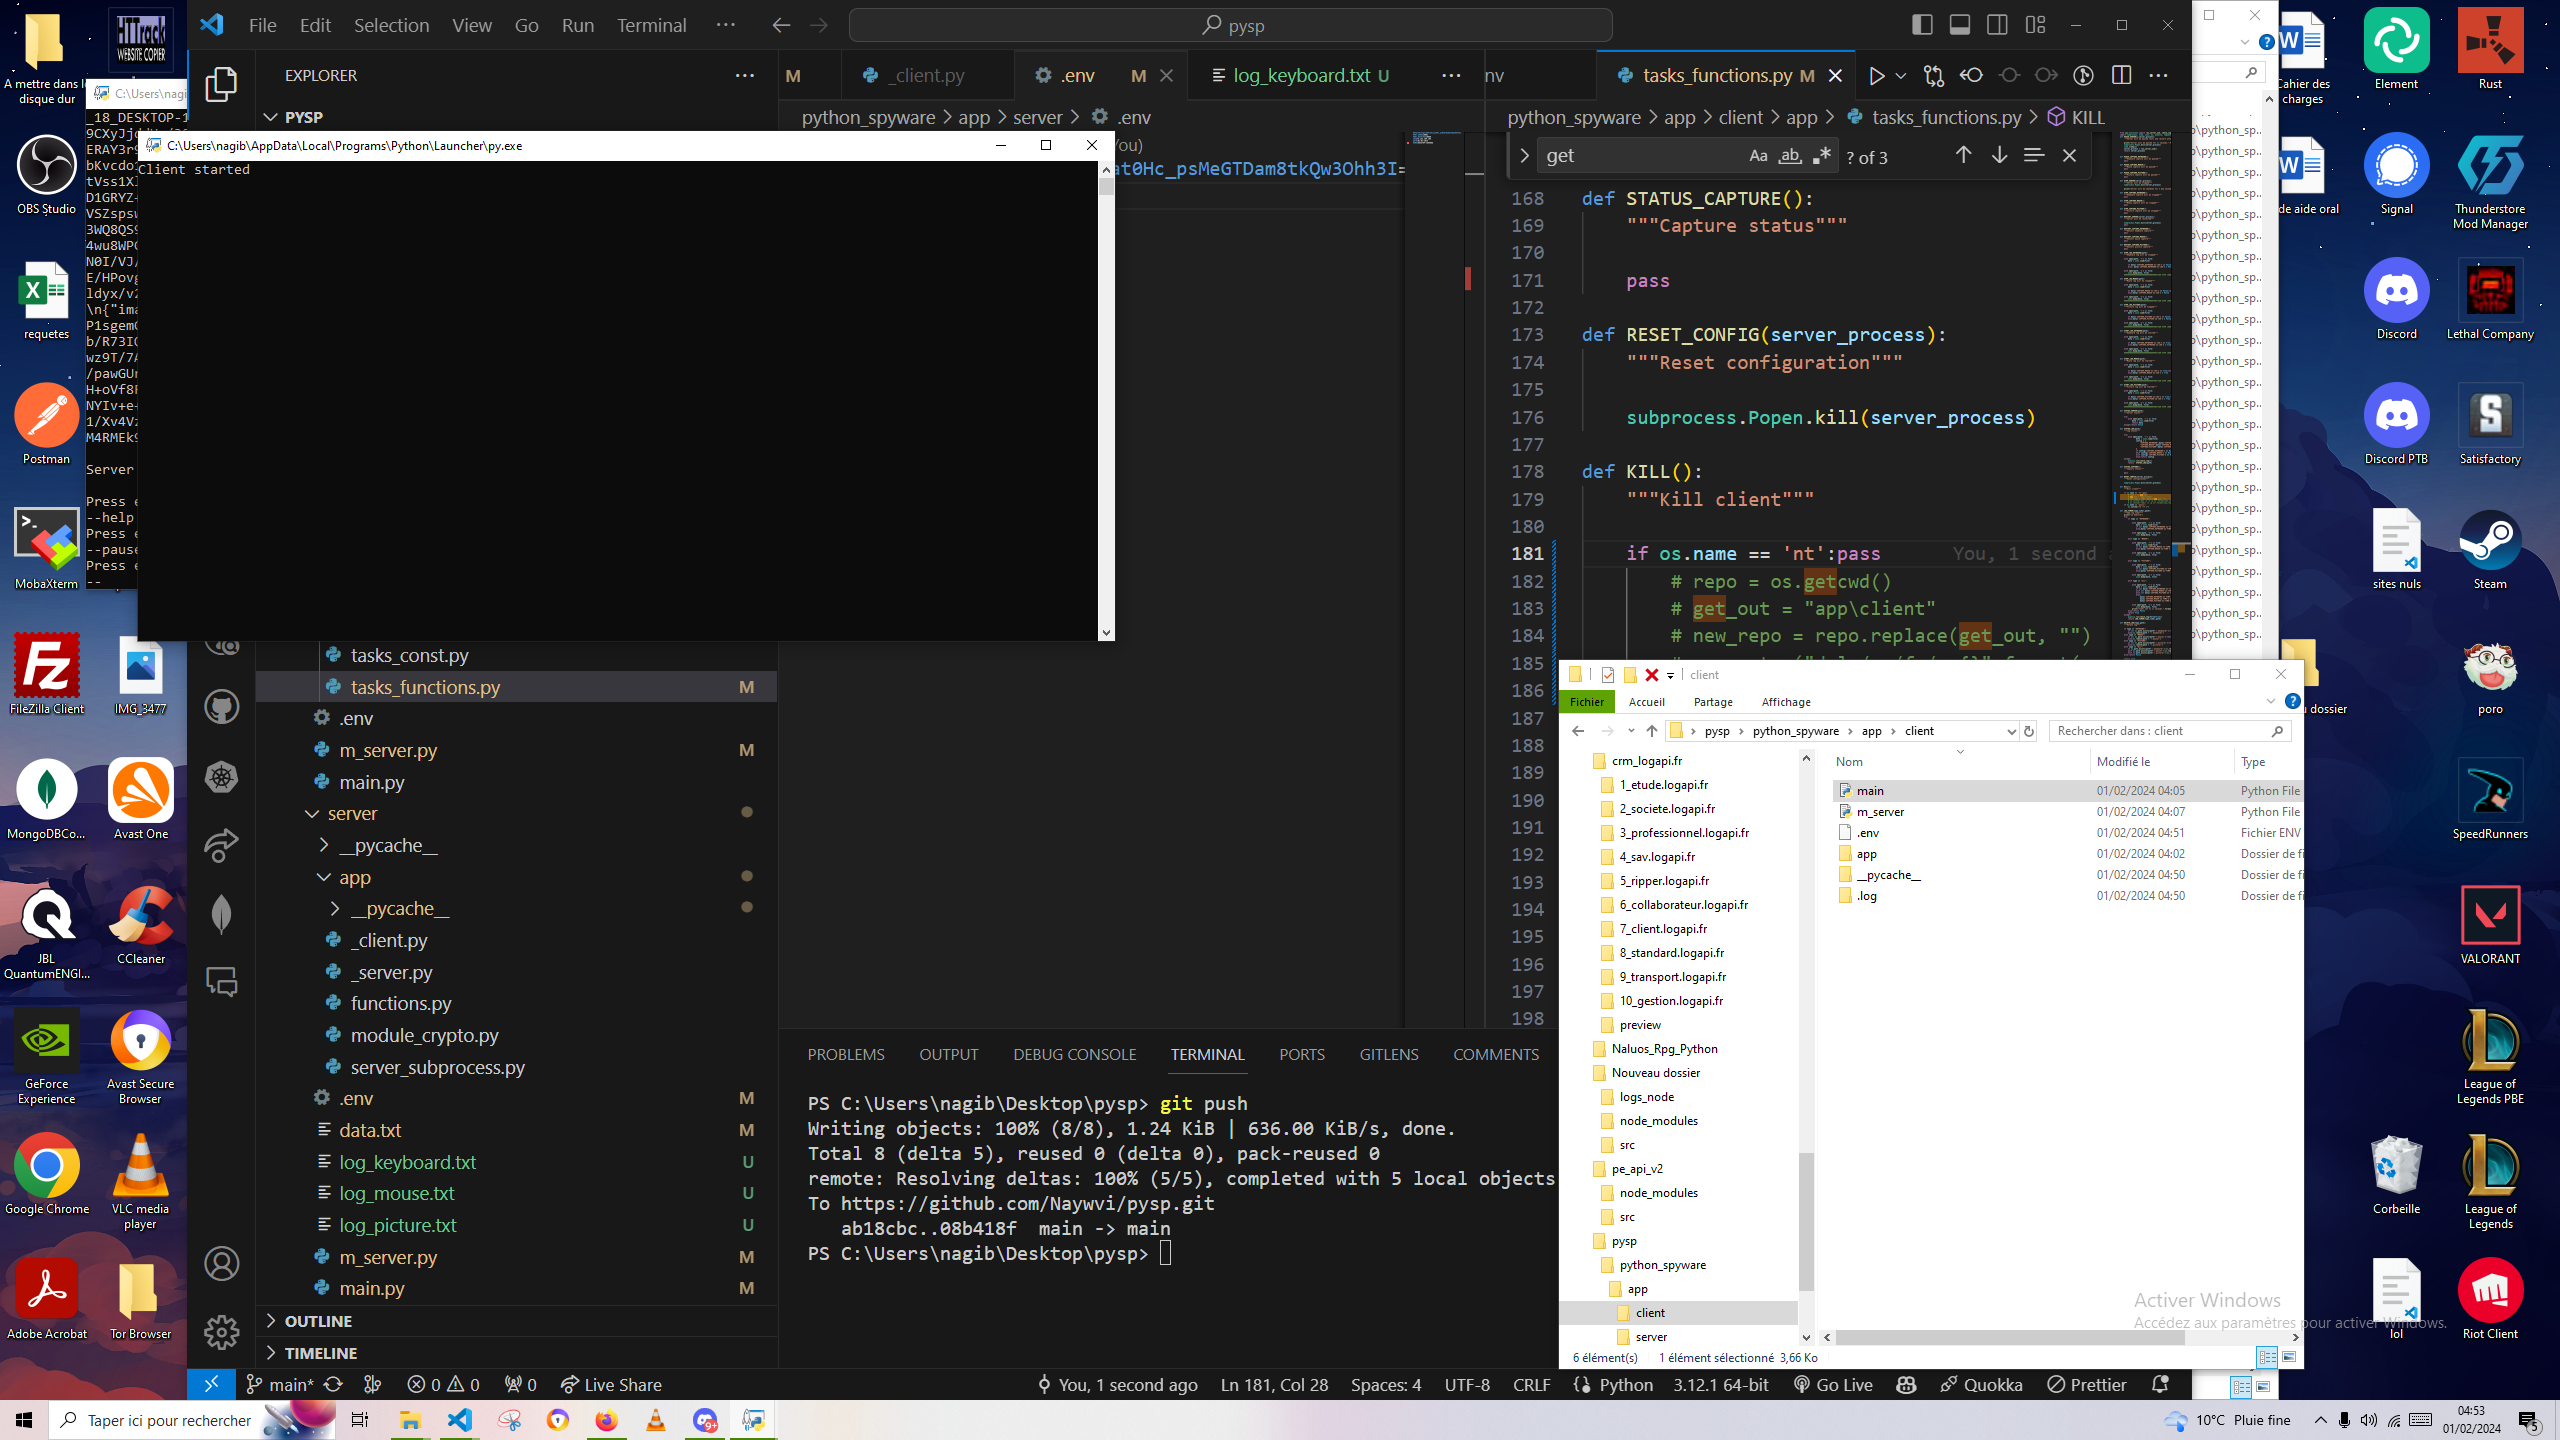 A mettre dans l
disque dur
HTTrack
WEBSITE COPIER
OBS Studio
requetes
Postman
MobaXterm
FileZilla Client
IMG_3477
MongoDBCo...
Avast One
JBL
QuantumENGI...
CCleaner
GeForce
Experience
Avast Secure
Browser
Google Chrome
VLC media
player
Adobe Acrobat
Tor Browser
C:\Users\nagi
_18_DESKTOP-1
VSZspsw
Server
Press e
--help
Press e
--pause
Press e
--
File Edit Selection View Go Run Terminal ···
pysp
EXPLORER
PYSP
C:\Users\nagib\AppData\Local\Programs\Python\Launcher\py.exe
Client started
M
_client.py
.env M
log_keyboard.txt U
python_spyware > app > server > .env
ou)
at0Hc_psMeGTDam8tkQw3Ohh3I=
nv
tasks_functions.py M
python_spyware > app > client > app > tasks_functions.py > KILL
get
Aa ab .* ? of 3
168 def STATUS_CAPTURE():
169 """Capture status"""
170
171 pass
172
173 def RESET_CONFIG(server_process):
174 """Reset configuration"""
175
176 subprocess.Popen.kill(server_process)
177
178 def KILL():
179 """Kill client"""
180
181 if os.name == 'nt':pass You, 1 second a
182 # repo = os.getcwd()
183 # get_out = "app\client"
184 # new_repo = repo.replace(get_out, "")
185
186
187
188
189
190
191
192
193
194
195
196
197
198
tasks_const.py
tasks_functions.py M
.env
m_server.py M
main.py
server
__pycache__
app
__pycache__
_client.py
_server.py
functions.py
module_crypto.py
server_subprocess.py
.env M
data.txt M
log_keyboard.txt U
log_mouse.txt U
log_picture.txt U
m_server.py M
main.py M
OUTLINE
TIMELINE
PROBLEMS OUTPUT DEBUG CONSOLE TERMINAL PORTS GITLENS COMMENTS
PS C:\Users\nagib\Desktop\pysp> git push
Writing objects: 100% (8/8), 1.24 KiB | 636.00 KiB/s, done.
Total 8 (delta 5), reused 0 (delta 0), pack-reused 0
remote: Resolving deltas: 100% (5/5), completed with 5 local objects
To https://github.com/Naywvi/pysp.git
ab18cbc..08b418f main -> main
PS C:\Users\nagib\Desktop\pysp>
client
Fichier Accueil Partage Affichage
pysp > python_spyware > app > client
Rechercher dans : client
crm_logapi.fr
1_etude.logapi.fr
2_societe.logapi.fr
3_professionnel.logapi.fr
4_sav.logapi.fr
5_ripper.logapi.fr
6_collaborateur.logapi.fr
7_client.logapi.fr
8_standard.logapi.fr
9_transport.logapi.fr
10_gestion.logapi.fr
preview
Naluos_Rpg_Python
Nouveau dossier
logs_node
node_modules
src
pe_api_v2
node_modules
src
pysp
python_spyware
app
client
server
Nom Modifié le Type
main 01/02/2024 04:05 Python File
m_server 01/02/2024 04:07 Python File
.env 01/02/2024 04:51 Fichier ENV
app 01/02/2024 04:02 Dossier de fi
__pycache__ 01/02/2024 04:50 Dossier de fi
.log 01/02/2024 04:50 Dossier de fi
6 élément(s) 1 élément sélectionné 3,66 Ko
Activer Windows
Accédez aux paramètres pour activer Windows.
main* 0 0 0 Live Share
You, 1 second ago Ln 181, Col 28 Spaces: 4 UTF-8 CRLF Python 3.12.1 64-bit Go Live Quokka Prettier
Cahier des
charges
de aide oral
Element
Rust
Signal
Thunderstore
Mod Manager
Discord
Lethal Company
Discord PTB
Satisfactory
sites nuls
Steam
u dossier
poro
SpeedRunners
VALORANT
League of
Legends PBE
Corbeille
League of
Legends
lol
Riot Client
Taper ici pour rechercher
9+
10°C Pluie fine
04:53
01/02/2024
5